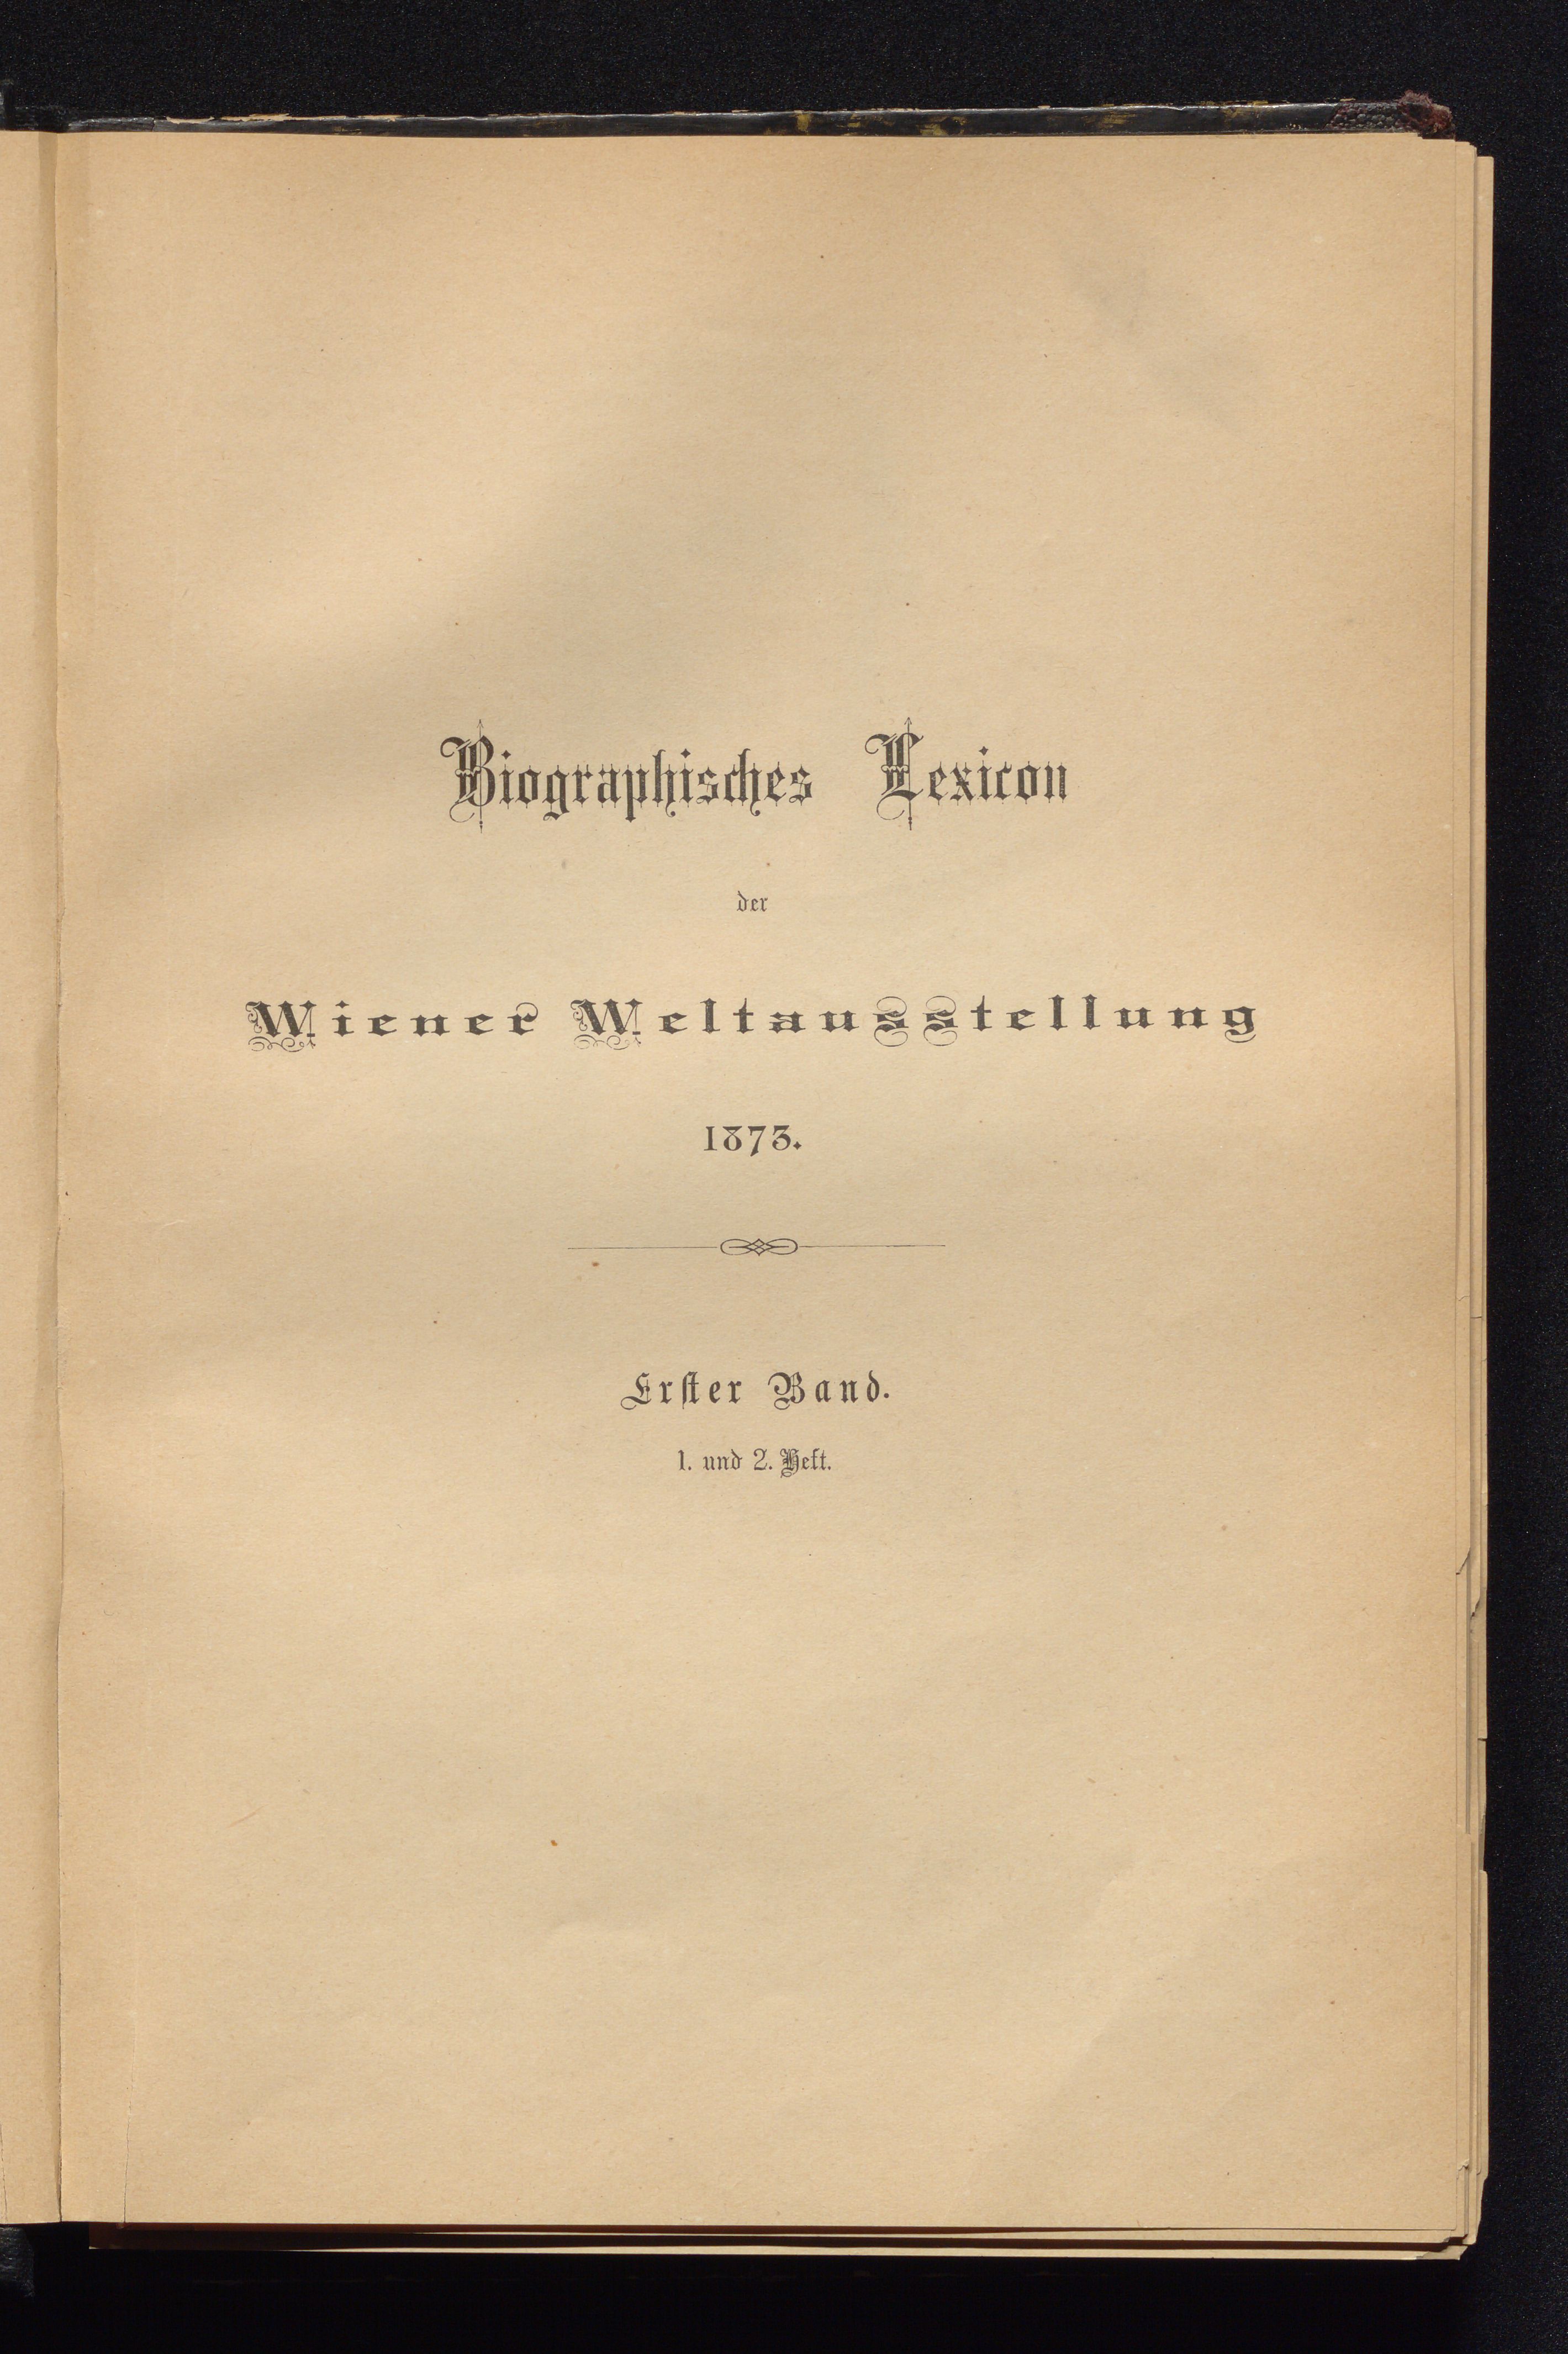 Biographisches Lexicon
der
Wiener Weltausstellung
1873.
Erster Band.
1. und 2. Heft.